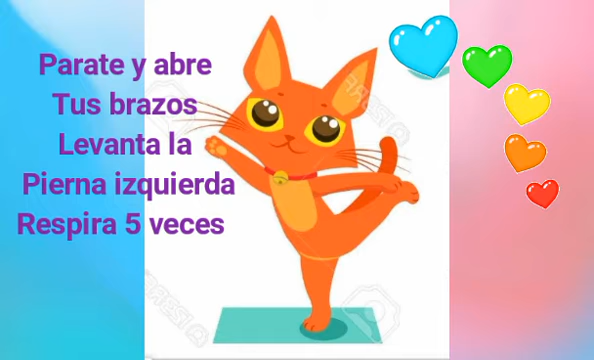 Parate y abre
Tus brazos
Levanta la
Pierna izquierda
Respira 5 veces